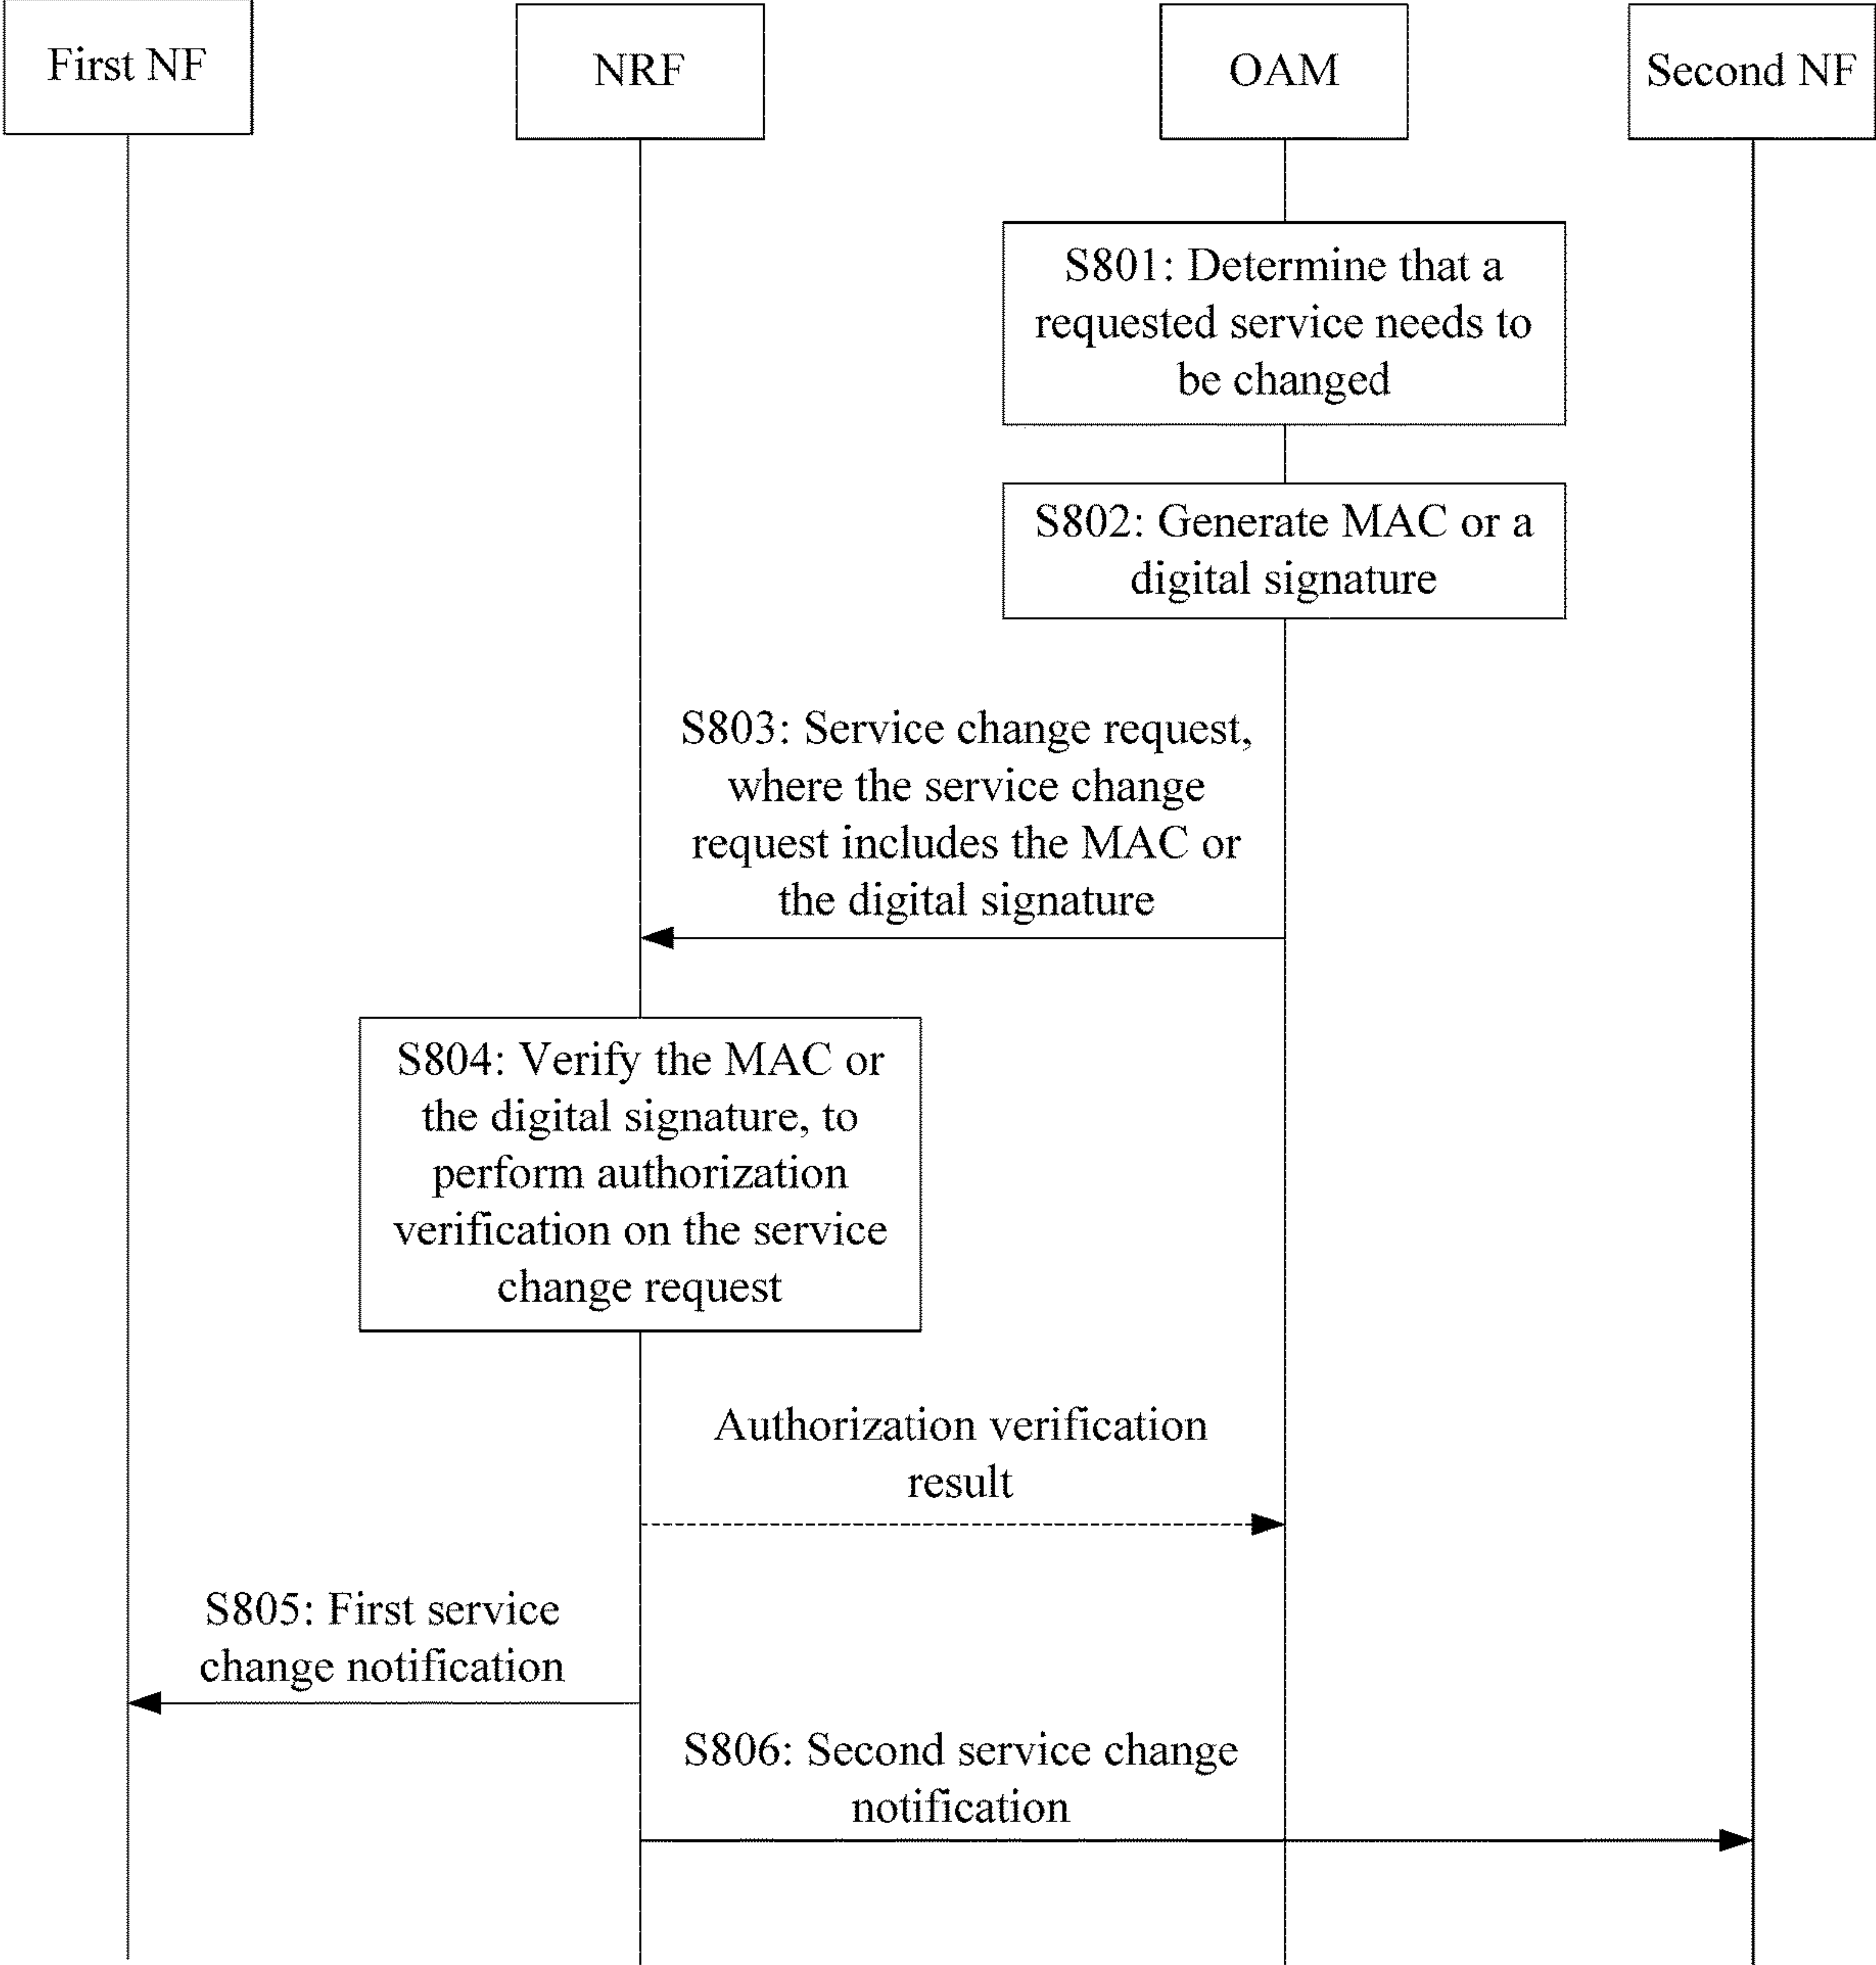 First NF
NRF
OAM
Second NF
S801: Determine that a
requested service needs to
be changed
S802: Generate MAC or a
digital signature
S803: Service change request,
where the service change
request includes the MAC or
the digital signature
S804: Verify the MAC or
the digital signature, to
perform authorization
verification on the service
change request
Authorization verification
result
S805: First service
change notification
S806: Second service change
notification